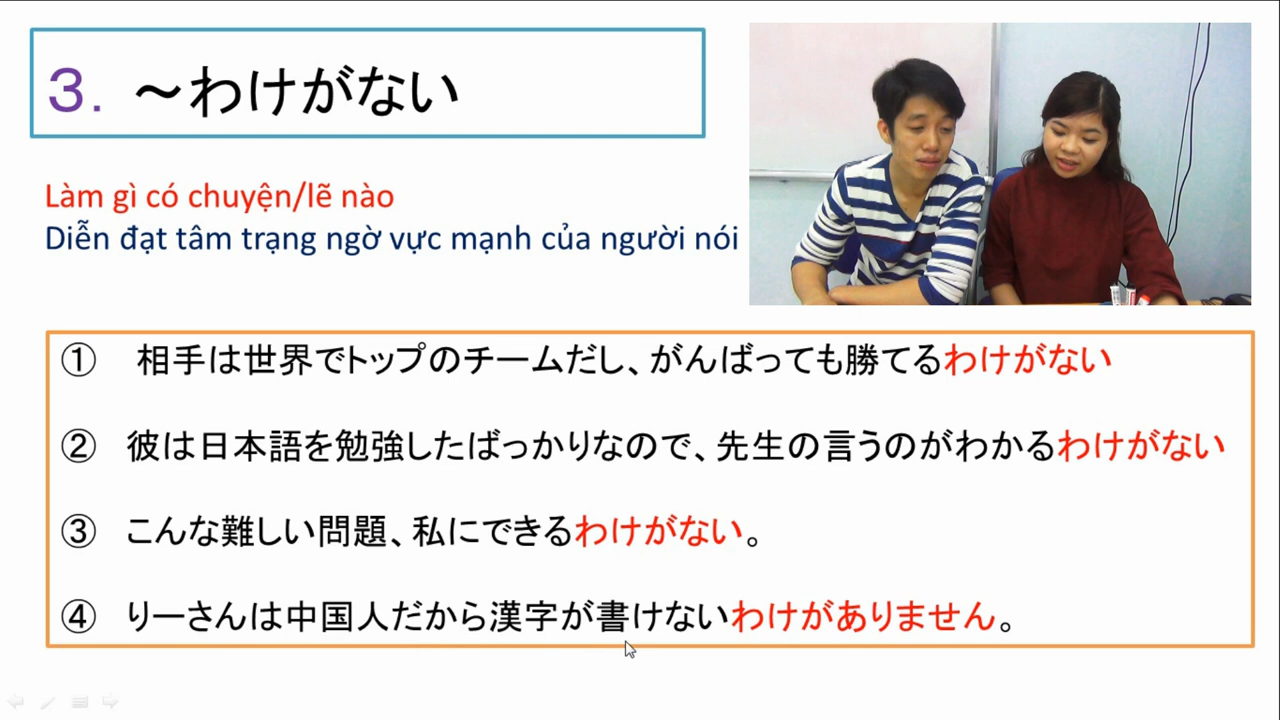 3. ～わけがない
Làm gì có chuyện/lẽ nào
Diễn đạt tâm trạng ngờ vực mạnh của người nói
① 相手は世界でトップのチームだし、がんばっても勝てるわけがない
② 彼は日本語を勉強したばっかりなので、先生の言うのがわかるわけがない
③ こんな難しい問題、私にできるわけがない。
④ りーさんは中国人だから漢字が書けないわけがありません。